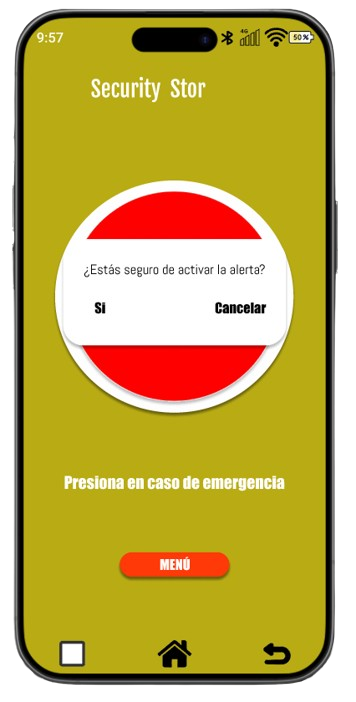 9:57
4G
50%
Security Stor
¿Estás seguro de activar la alerta?
Si
Cancelar
Presiona en caso de emergencia
MENÚ